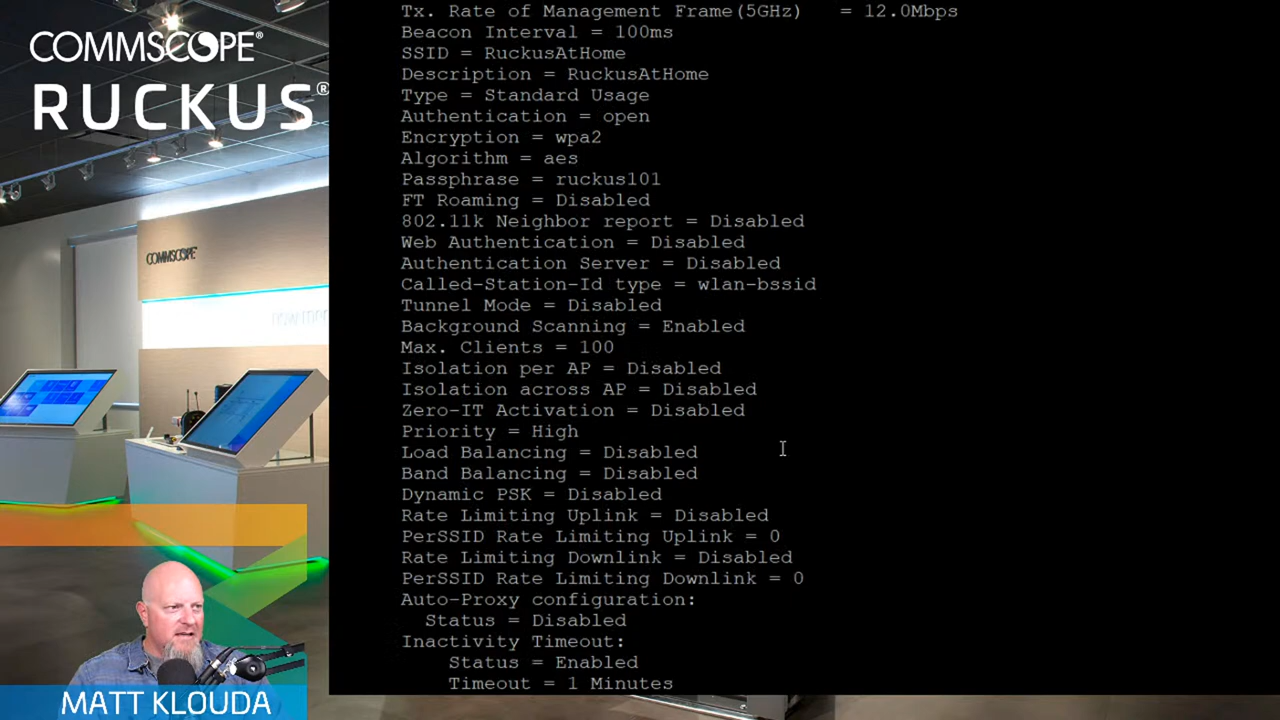 COMMSCOPE®
RUCKUS®
COMMSCOPE
MATT KLOUDA
Tx. Rate of Management Frame(5GHz) = 12.0Mbps
Beacon Interval = 100ms
SSID = RuckusAtHome
Description = RuckusAtHome
Type = Standard Usage
Authentication = open
Encryption = wpa2
Algorithm = aes
Passphrase = ruckus101
FT Roaming = Disabled
802.11k Neighbor report = Disabled
Web Authentication = Disabled
Authentication Server = Disabled
Called-Station-Id type = wlan-bssid
Tunnel Mode = Disabled
Background Scanning = Enabled
Max. Clients = 100
Isolation per AP = Disabled
Isolation across AP = Disabled
Zero-IT Activation = Disabled
Priority = High
Load Balancing = Disabled
Band Balancing = Disabled
Dynamic PSK = Disabled
Rate Limiting Uplink = Disabled
PerSSID Rate Limiting Uplink = 0
Rate Limiting Downlink = Disabled
PerSSID Rate Limiting Downlink = 0
Auto-Proxy configuration:
Status = Disabled
Inactivity Timeout:
Status = Enabled
Timeout = 1 Minutes